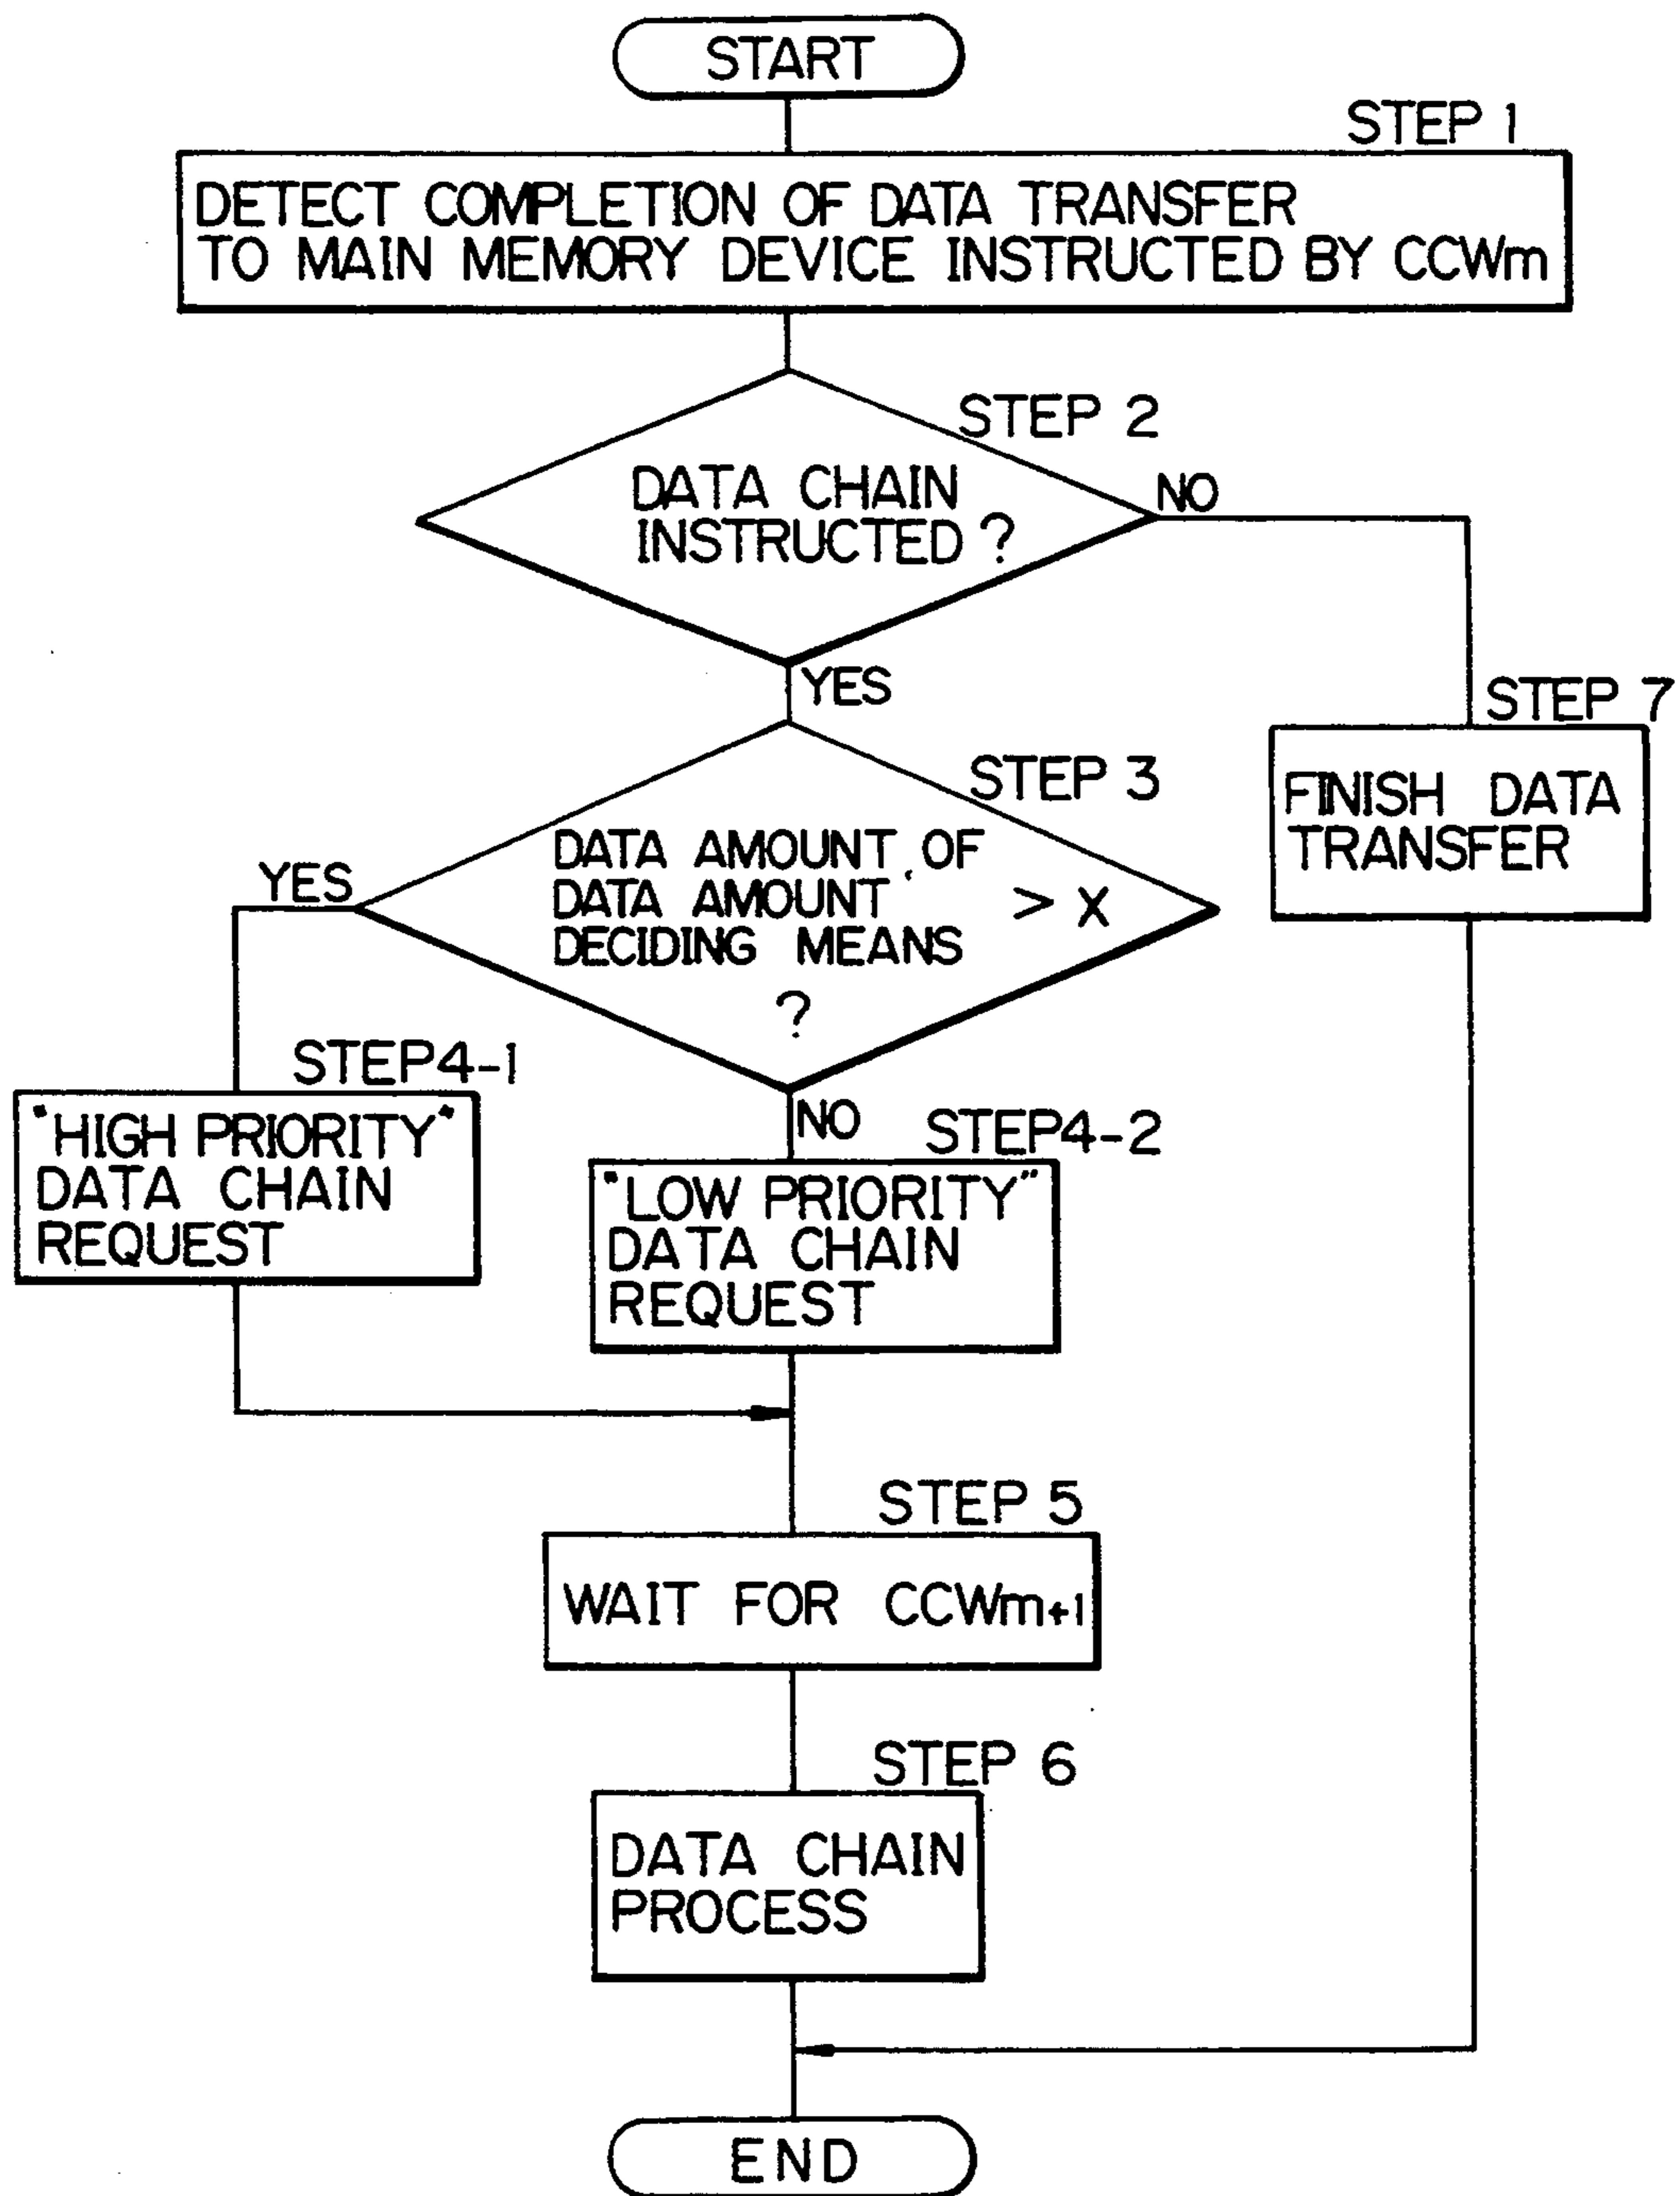 START
STEP 1
DETECT COMPLETION OF DATA TRANSFER
TO MAIN MEMORY DEVICE INSTRUCTED BY CCWm
STEP 2
DATA CHAIN
INSTRUCTED ?
NO
YES
STEP 7
FINISH DATA
TRANSFER
STEP 3
DATA AMOUNT OF
DATA AMOUNT > X
DECIDING MEANS
?
YES
NO
STEP4-1
"HIGH PRIORITY"
DATA CHAIN
REQUEST
STEP4-2
"LOW PRIORITY"
DATA CHAIN
REQUEST
STEP 5
WAIT FOR CCWm+1
STEP 6
DATA CHAIN
PROCESS
END